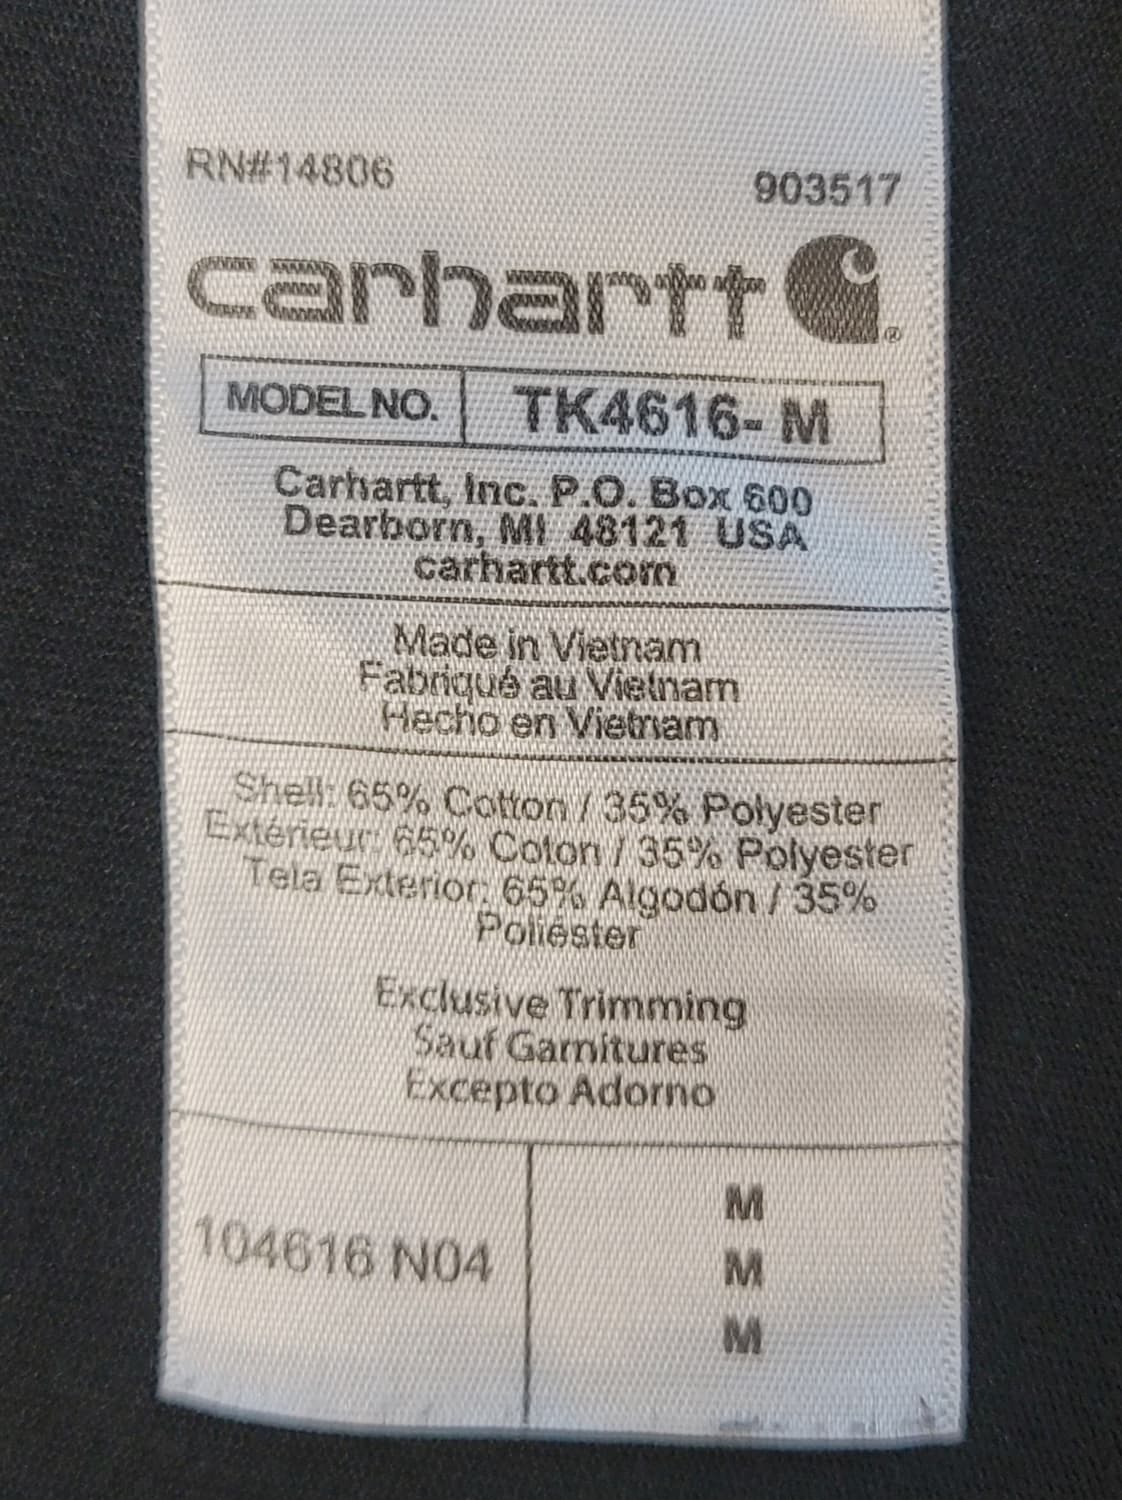 RN#14806
903517
carhartt
®
MODEL NO. TK4616- M
Carhartt, Inc. P.O. Box 600
Dearborn, MI 48121 USA
carhartt.com
Made in Vietnam
Fabriqué au Vietnam
Hecho en Vietnam
Shell: 65% Cotton / 35% Polyester
Extérieur: 65% Coton / 35% Polyester
Tela Exterior: 65% Algodón / 35%
Poliéster
Exclusive Trimming
Sauf Garnitures
Excepto Adorno
104616 N04
M
M
M